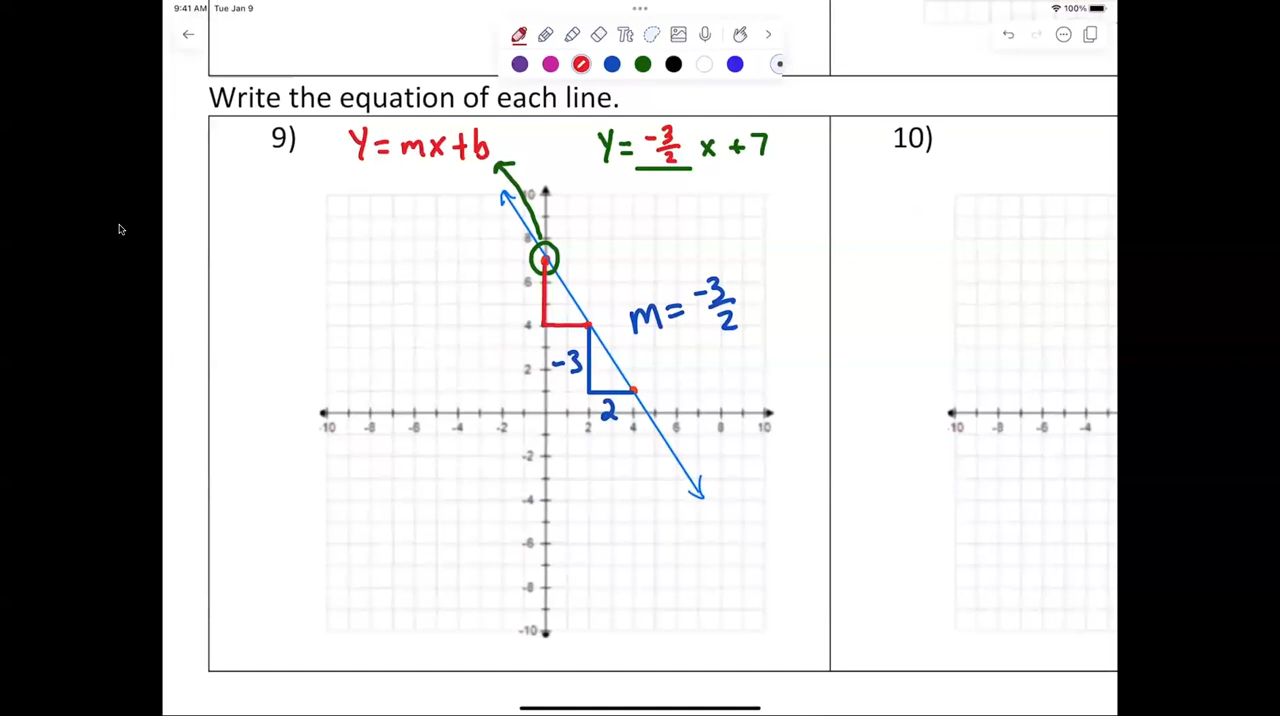 9:41 AM Tue Jan 9
100%
Write the equation of each line.
9) Y = mx + b Y = -3/2 x + 7
10)
10
8
6
4
2
-10 -8 -6 -4 -2 2 4 6 8 10
-2
-4
-6
-8
-10
m = -3/2
-3
2
-10 -8 -6 -4